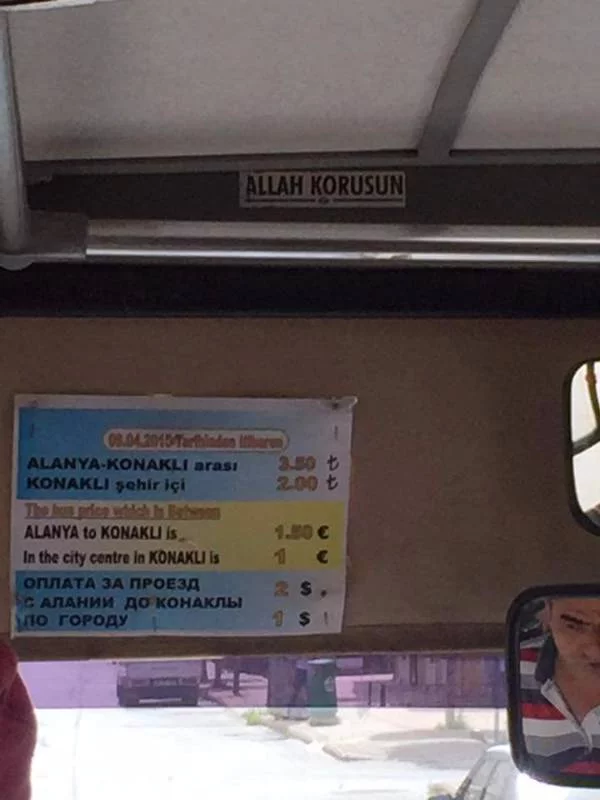 ALLAH KORUSUN
09.04.2015 Tarihinden İtibaren
ALANYA-KONAKLI arası 3.50 ₺
KONAKLI şehir içi 2.00 ₺
The bus price which is Between
ALANYA to KONAKLI is 1.50 €
In the city centre in KONAKLI is 1 €
ОПЛАТА ЗА ПРОЕЗД 2 $
С АЛАНИИ ДО КОНАКЛЫ
ПО ГОРОДУ 1 $